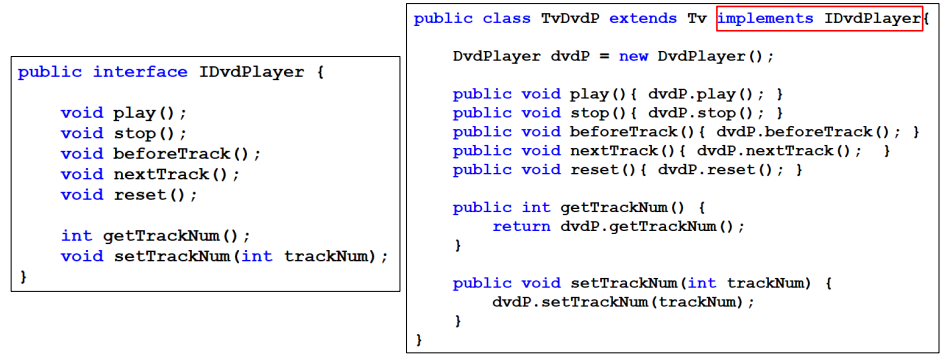 public interface IDvdPlayer {
void play();
void stop();
void beforeTrack();
void nextTrack();
void reset();
int getTrackNum();
void setTrackNum(int trackNum);
}
public class TvDvdP extends Tv implements IDvdPlayer{
DvdPlayer dvdP = new DvdPlayer();
public void play(){ dvdP.play(); }
public void stop(){ dvdP.stop(); }
public void beforeTrack(){ dvdP.beforeTrack(); }
public void nextTrack(){ dvdP.nextTrack();  }
public void reset(){ dvdP.reset(); }
public int getTrackNum() {
return dvdP.getTrackNum();
}
public void setTrackNum(int trackNum) {
dvdP.setTrackNum(trackNum);
}
}